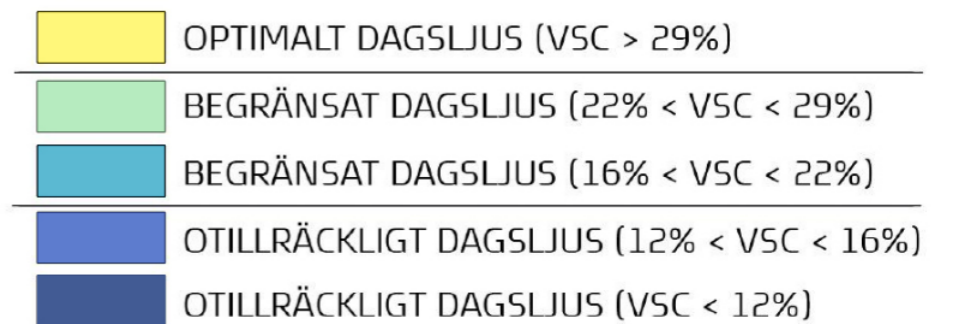 OPTIMALT DAGSLJUS (VSC > 29%)
BEGRÄNSAT DAGSLJUS (22% < VSC < 29%)
BEGRÄNSAT DAGSLJUS (16% < VSC < 22%)
OTILLRÄCKLIGT DAGSLJUS (12% < VSC < 16%)
OTILLRÄCKLIGT DAGSLJUS (VSC < 12%)